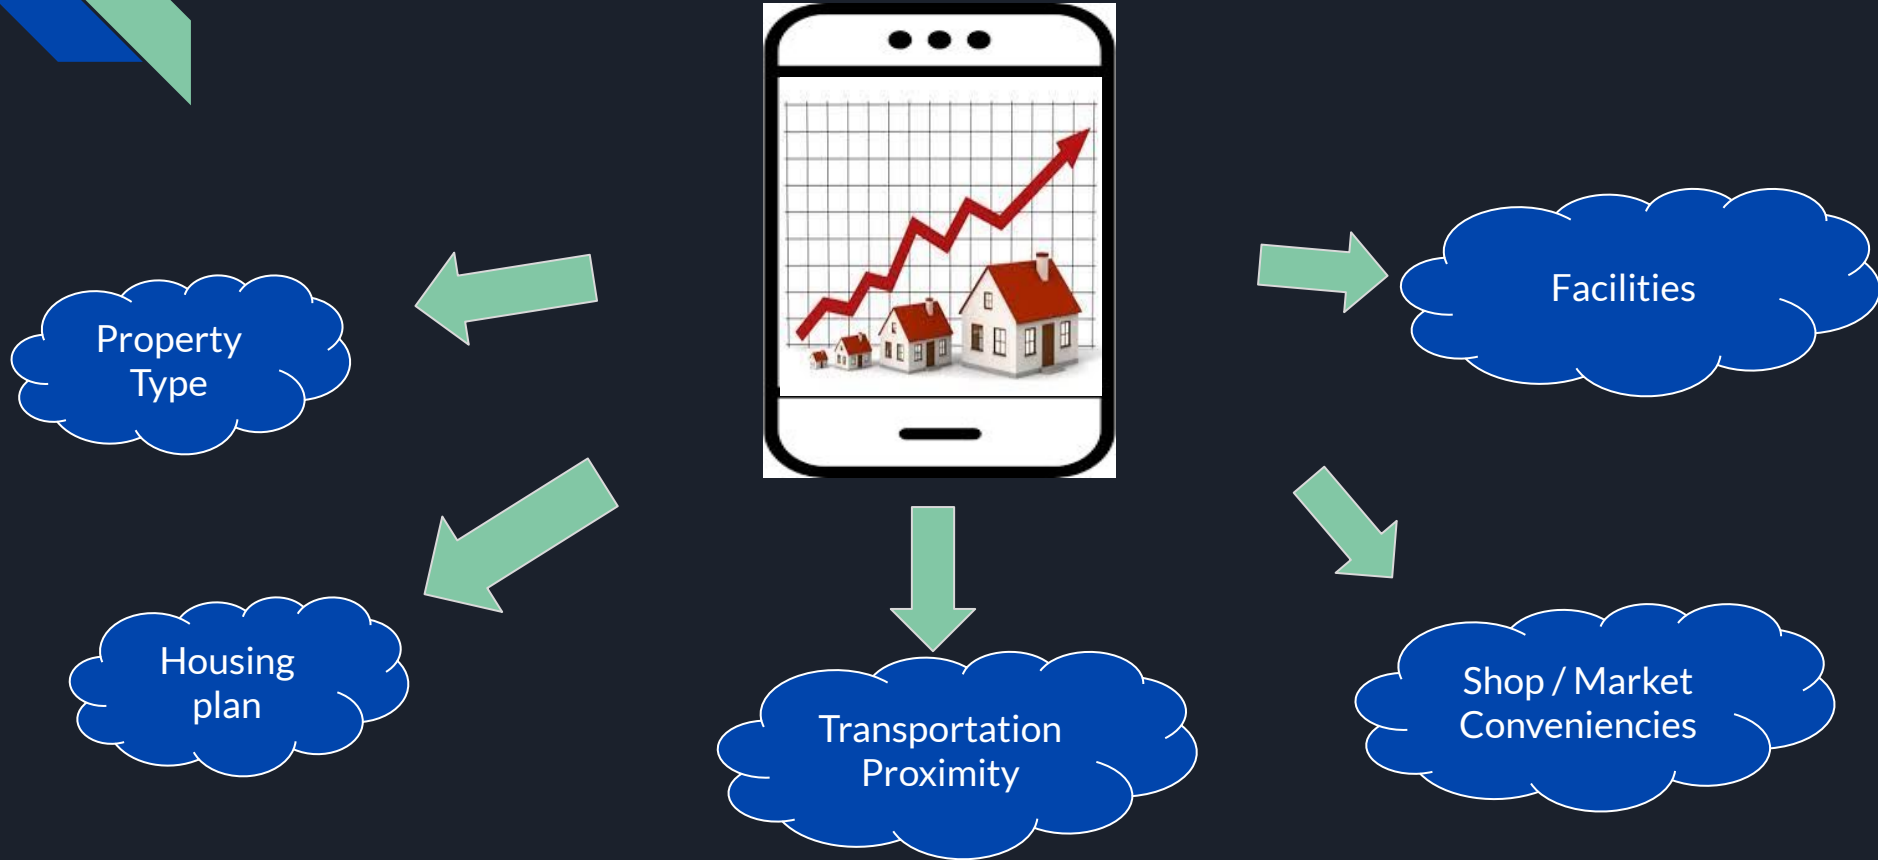 Facilities
Property
Type
Housing
plan
Shop / Market
Conveniencies
Transportation
Proximity